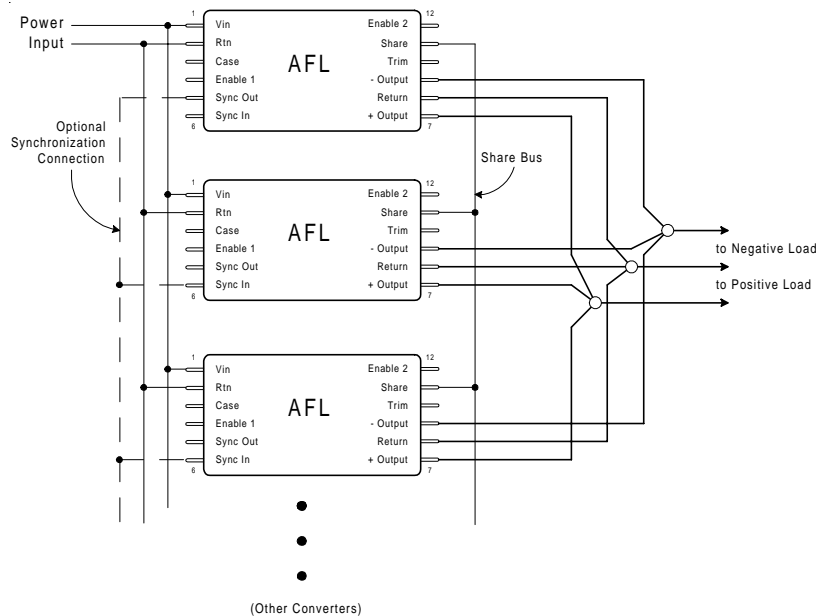 Power
Input
1
Vin
Rtn
Case
Enable 1
Sync Out
Sync In
6
AFL
12
Enable 2
Share
Trim
- Output
Return
+ Output
7
Optional
Synchronization
Connection
Share Bus
1
Vin
Rtn
Case
Enable 1
Sync Out
Sync In
6
AFL
12
Enable 2
Share
Trim
- Output
Return
+ Output
7
to Negative Load
to Positive Load
1
Vin
Rtn
Case
Enable 1
Sync Out
Sync In
6
AFL
12
Enable 2
Share
Trim
- Output
Return
+ Output
7
(Other Converters)